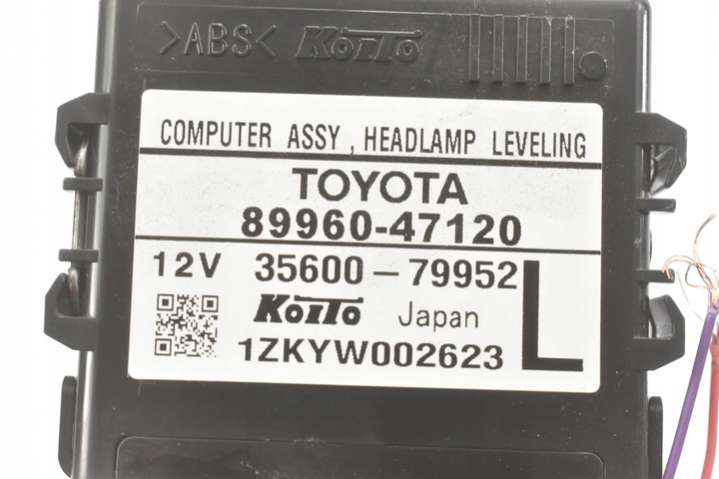 >ABS< KOITO
COMPUTER ASSY , HEADLAMP LEVELING
TOYOTA
89960-47120
12V 35600-79952 L
KOITO Japan
1ZKYW002623